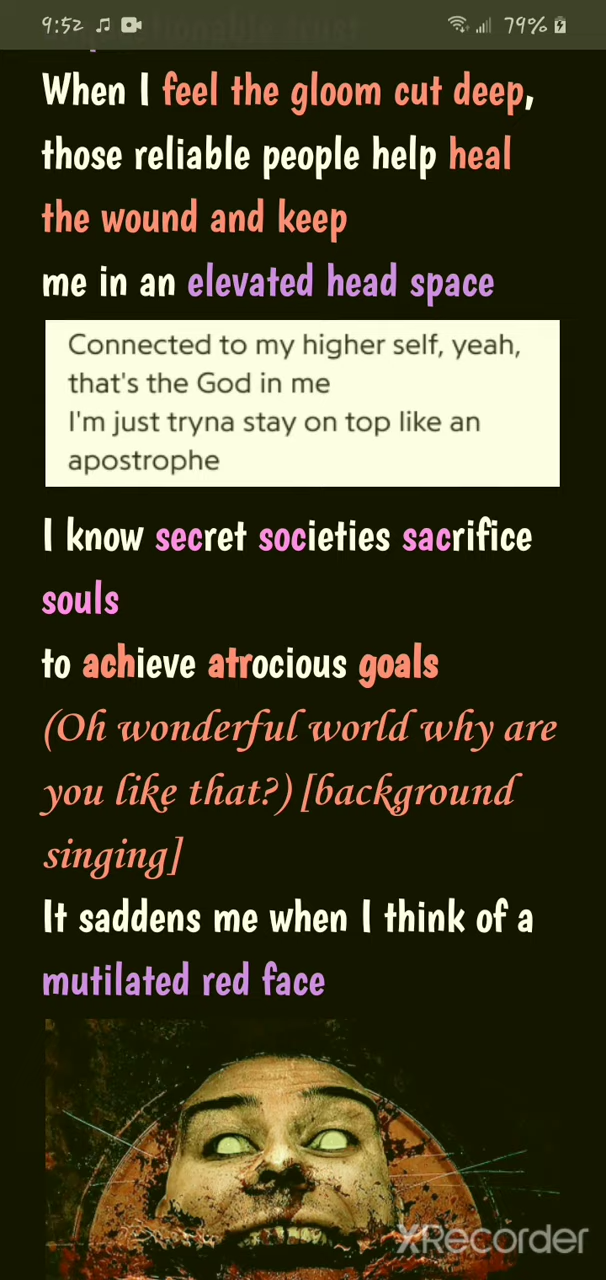 9:52
79%
When I feel the gloom cut deep,
those reliable people help heal
the wound and keep
me in an elevated head space
Connected to my higher self, yeah,
that's the God in me
I'm just tryna stay on top like an
apostrophe
I know secret societies sacrifice
souls
to achieve atrocious goals
(Oh wonderful world why are
you like that?) [background
singing]
It saddens me when I think of a
mutilated red face
XRecorder